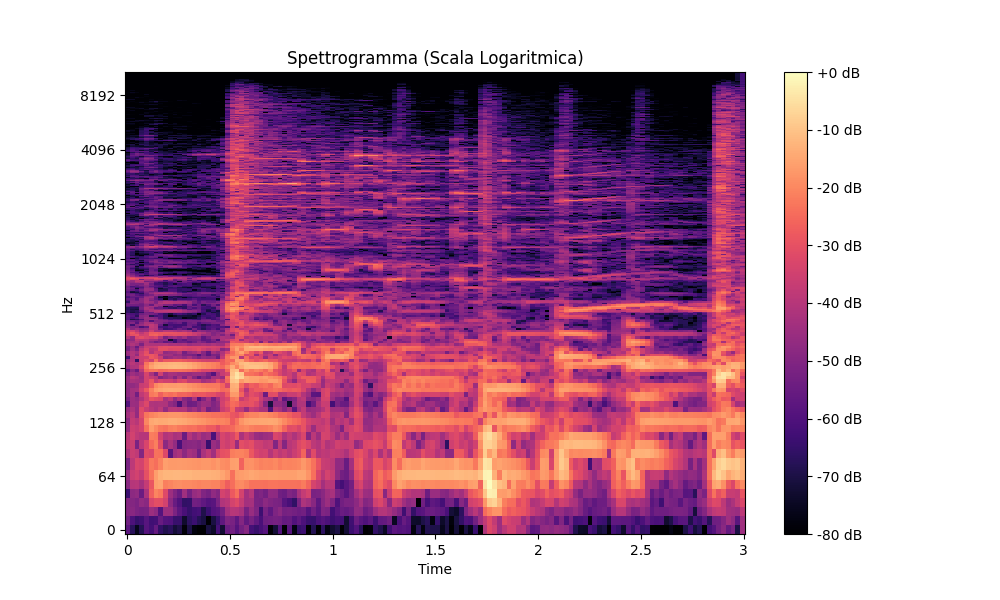 Spettrogramma (Scala Logaritmica)
8192
4096
2048
1024
512
256
128
64
0
Hz
0
0.5
1
1.5
2
2.5
3
Time
+0 dB
-10 dB
-20 dB
-30 dB
-40 dB
-50 dB
-60 dB
-70 dB
-80 dB